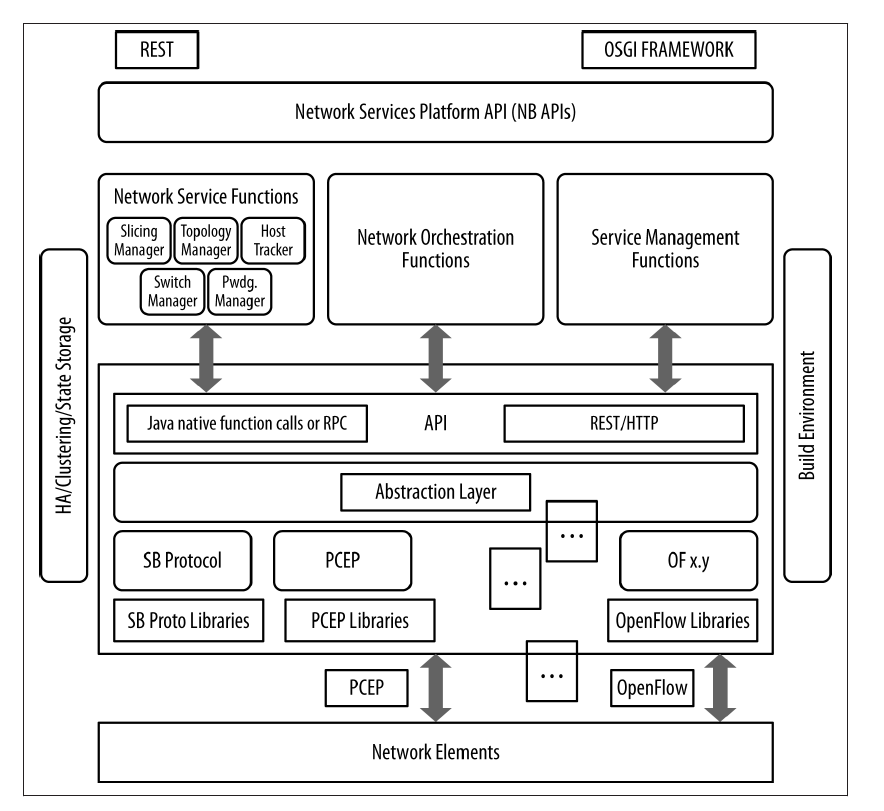 REST
OSGI FRAMEWORK
Network Services Platform API (NB APIs)
Network Service Functions
Slicing
Manager
Topology
Manager
Host
Tracker
Switch
Manager
Pwdg.
Manager
Network Orchestration
Functions
Service Management
Functions
HA/Clustering/State Storage
Build Environment
Java native function calls or RPC
API
REST/HTTP
Abstraction Layer
...
SB Protocol
PCEP
...
OF x.y
SB Proto Libraries
PCEP Libraries
OpenFlow Libraries
...
PCEP
OpenFlow
Network Elements